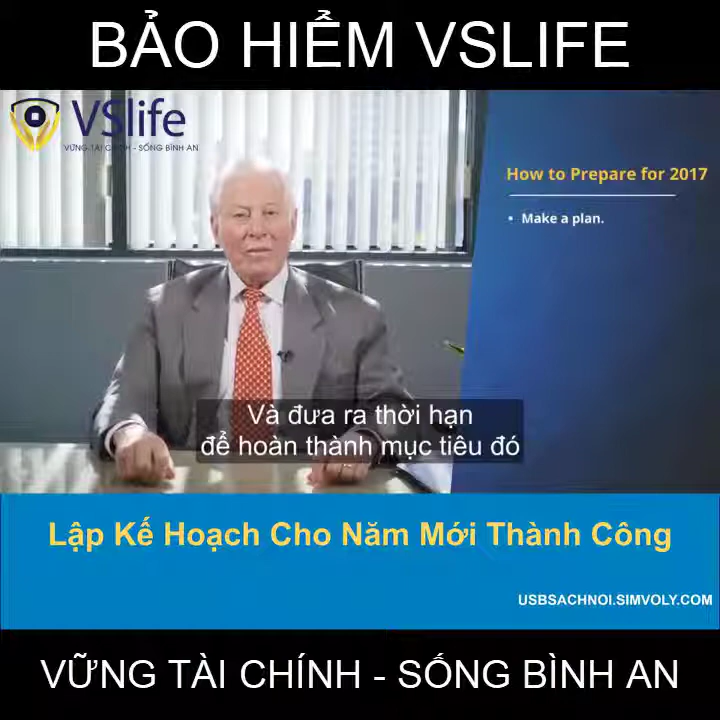 BẢO HIỂM VSLIFE
VSlife
VỮNG TÀI CHÍNH - SỐNG BÌNH AN
How to Prepare for 2017
• Make a plan.
Và đưa ra thời hạn
để hoàn thành mục tiêu đó
Lập Kế Hoạch Cho Năm Mới Thành Công
USBSACHNOI.SIMVOLY.COM
VỮNG TÀI CHÍNH - SỐNG BÌNH AN